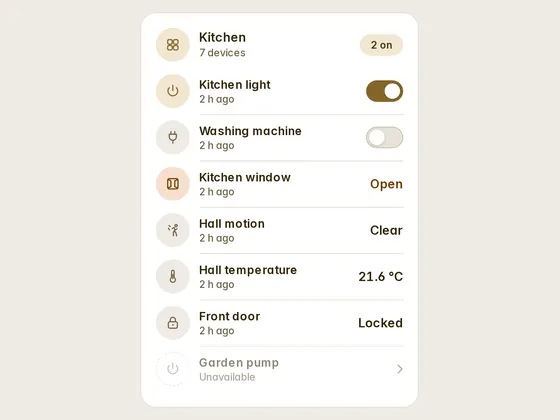 Kitchen
7 devices
2 on
Kitchen light
2 h ago
Washing machine
2 h ago
Kitchen window
2 h ago
Open
Hall motion
2 h ago
Clear
Hall temperature
2 h ago
21.6 °C
Front door
2 h ago
Locked
Garden pump
Unavailable